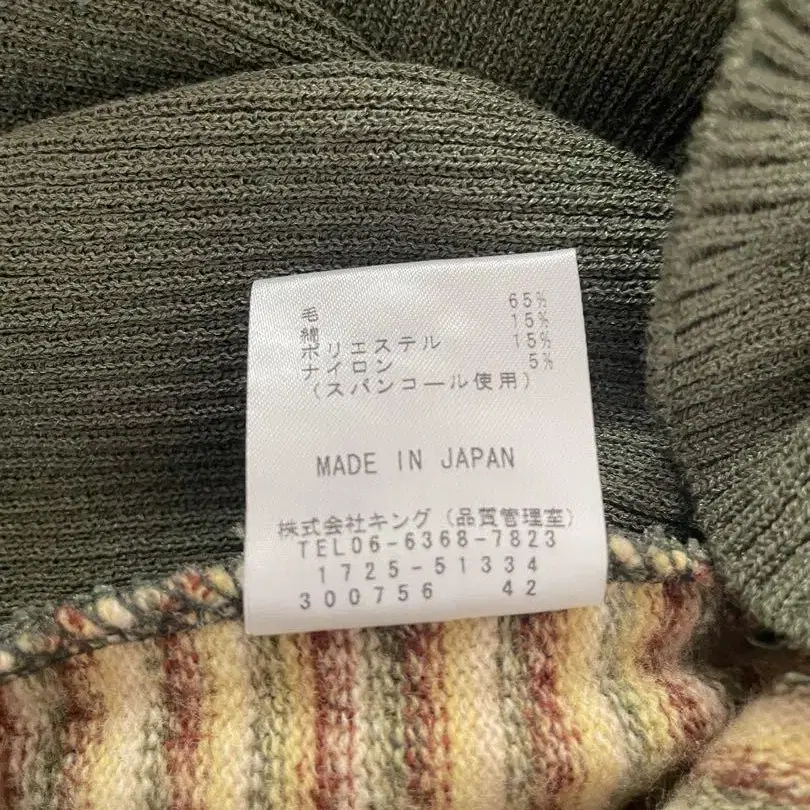 毛 65%
綿 15%
ポリエステル 15%
ナイロン 5%
(スパンコール使用)
MADE IN JAPAN
株式会社キング(品質管理室)
TEL06-6368-7823
1725-51334
300756 42